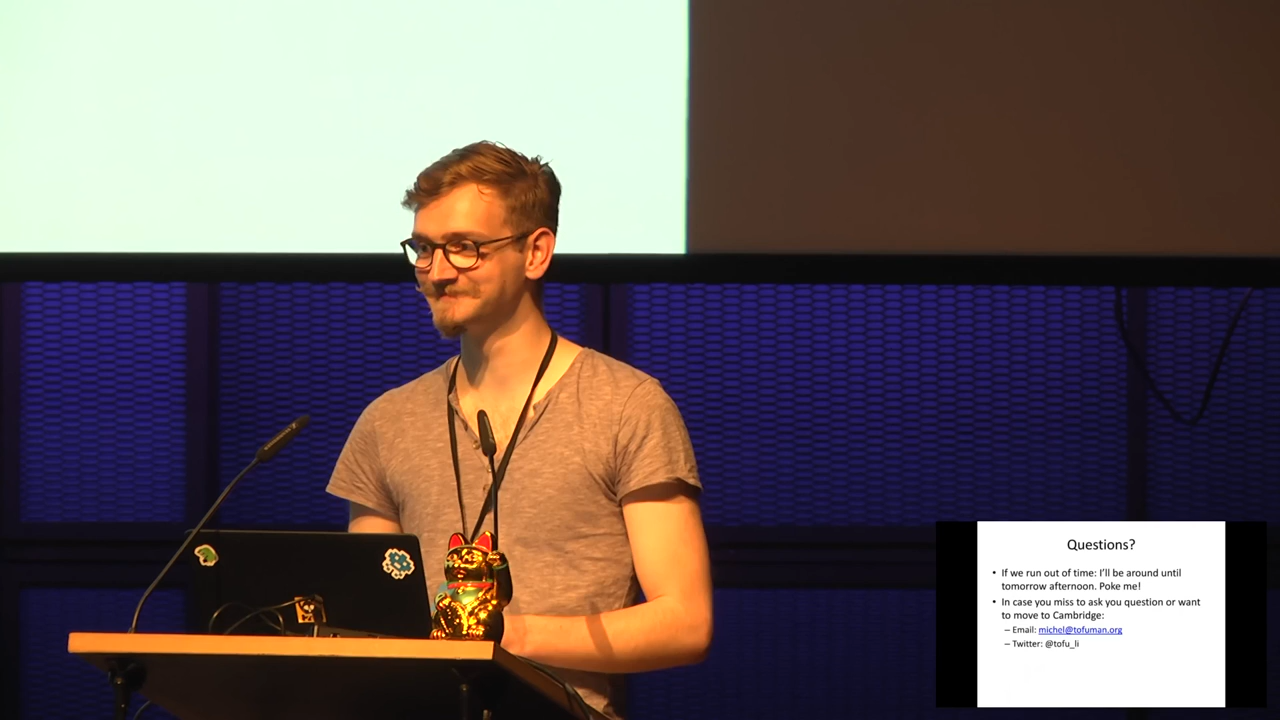 Questions?
• If we run out of time: I'll be around until
tomorrow afternoon. Poke me!
• In case you miss to ask you question or want
to move to Cambridge:
– Email: michel@tofuman.org
– Twitter: @tofu_li